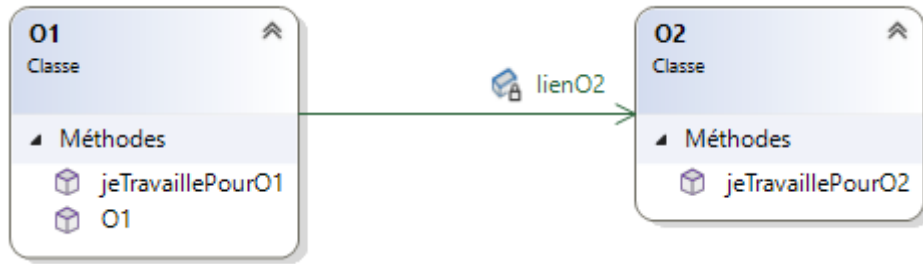 O1
Classe
Méthodes
jeTravaillePourO1
O1
lienO2
O2
Classe
Méthodes
jeTravaillePourO2